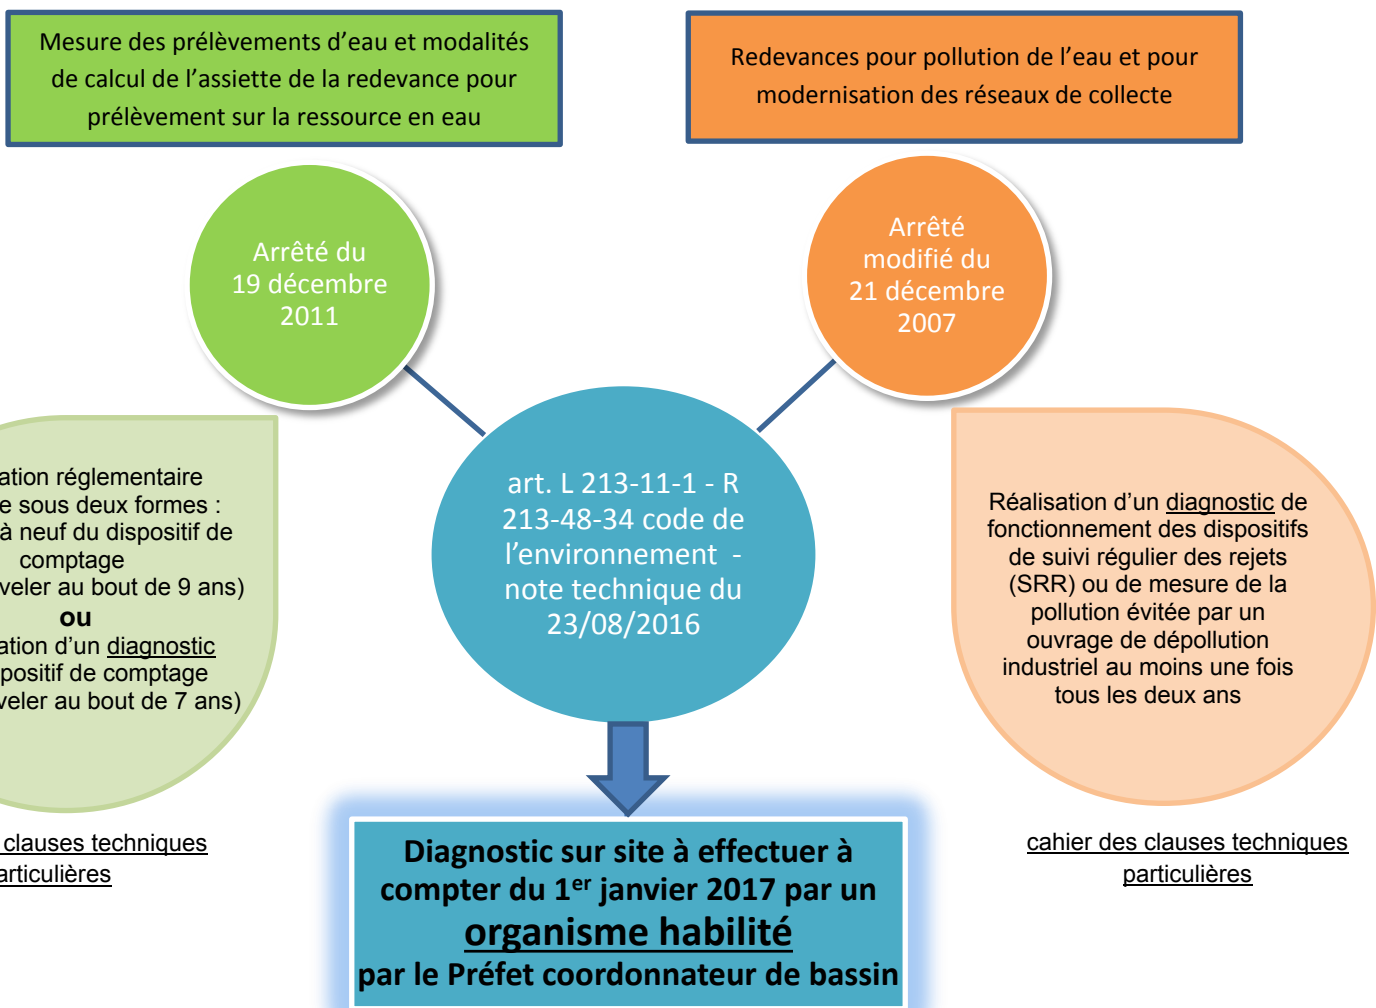 Mesure des prélèvements d’eau et modalités
de calcul de l’assiette de la redevance pour
prélèvement sur la ressource en eau
Redevances pour pollution de l’eau et pour
modernisation des réseaux de collecte
Arrêté du
19 décembre
2011
Arrêté
modifié du
21 décembre
2007
art. L 213-11-1 - R
213-48-34 code de
l’environnement -
note technique du
23/08/2016
ation réglementaire
e sous deux formes :
à neuf du dispositif de
comptage
veler au bout de 9 ans)
ou
ation d’un diagnostic
positif de comptage
veler au bout de 7 ans)
Réalisation d’un diagnostic de
fonctionnement des dispositifs
de suivi régulier des rejets
(SRR) ou de mesure de la
pollution évitée par un
ouvrage de dépollution
industriel au moins une fois
tous les deux ans
clauses techniques
articulières
cahier des clauses techniques
particulières
Diagnostic sur site à effectuer à
compter du 1er janvier 2017 par un
organisme habilité
par le Préfet coordonnateur de bassin